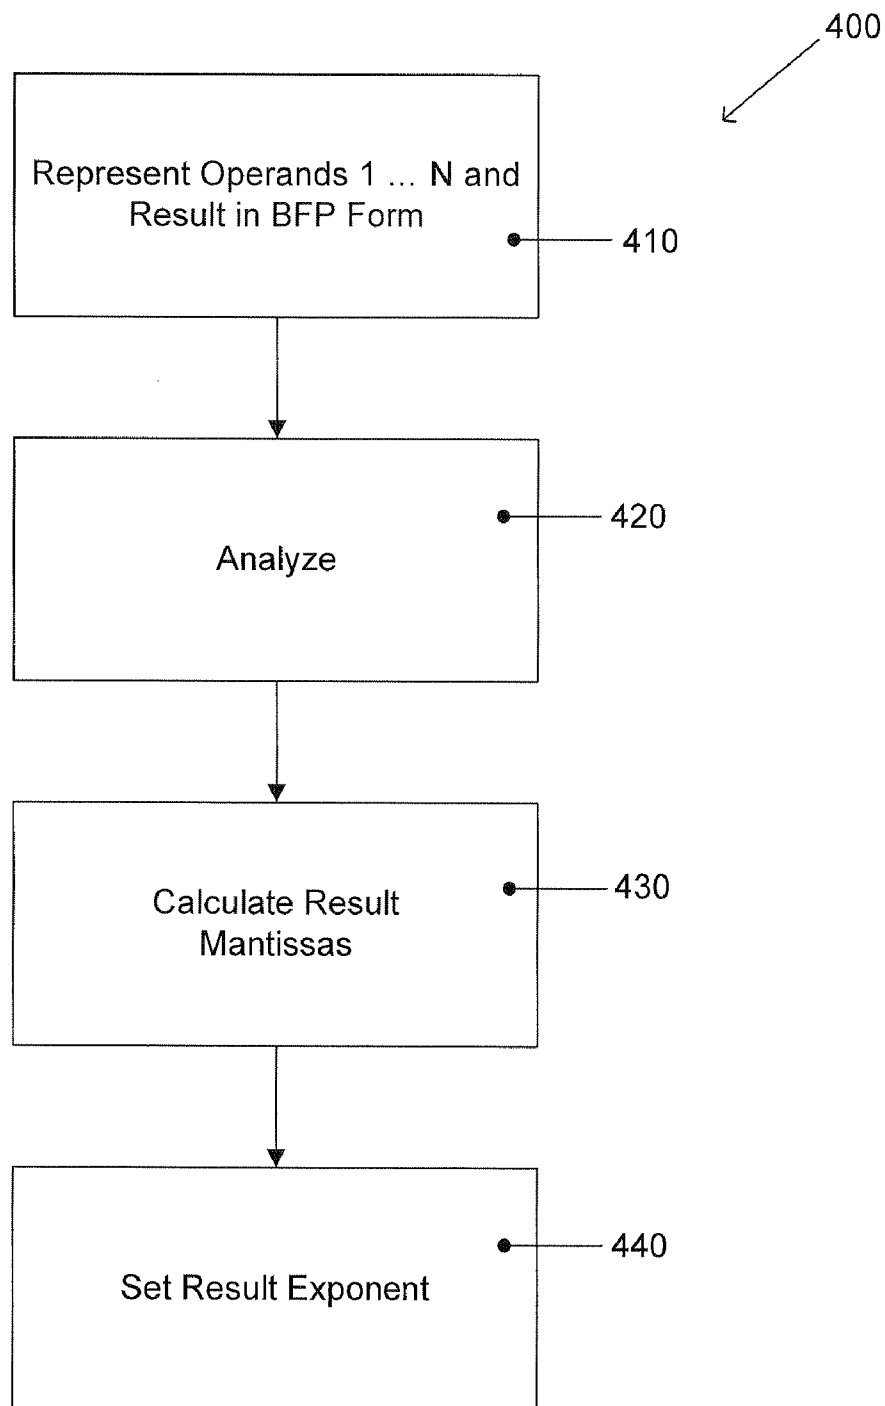 400
Represent Operands 1 ... N and
Result in BFP Form
410
420
Analyze
430
Calculate Result
Mantissas
440
Set Result Exponent